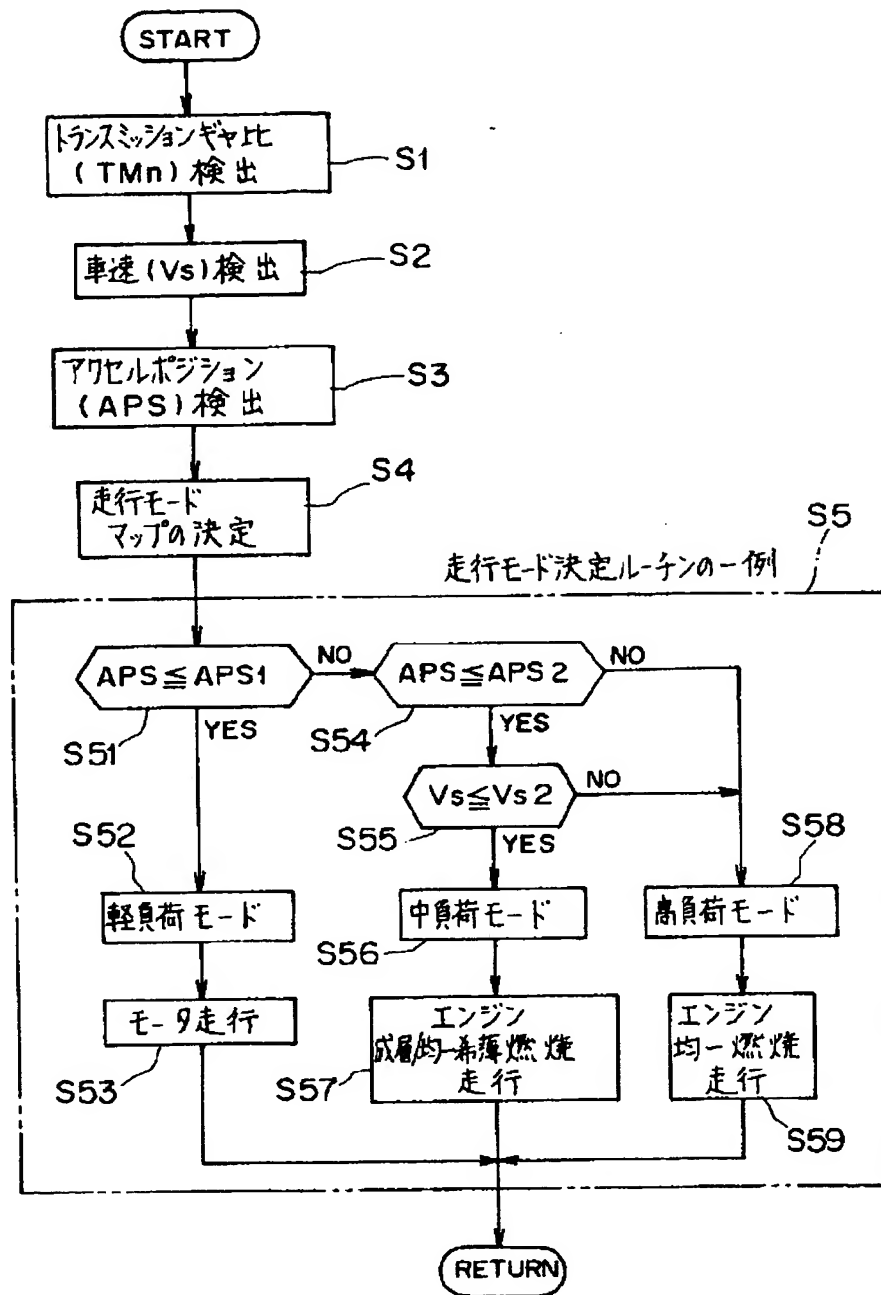 START
トランスミッションギヤ比
(TMn)検出
S1
車速(Vs)検出
S2
アクセルポジション
(APS)検出
S3
走行モード
マップの決定
S4
S5
走行モード決定ルーチンの一例
APS≦APS1
NO
APS≦APS2
NO
S51
YES
S54
YES
Vs≦Vs2
NO
S55
YES
S52
S58
軽負荷モード
中負荷モード
高負荷モード
S56
モータ走行
S53
エンジン
成層/均一希薄燃焼
走行
S57
エンジン
均一燃焼
走行
S59
RETURN